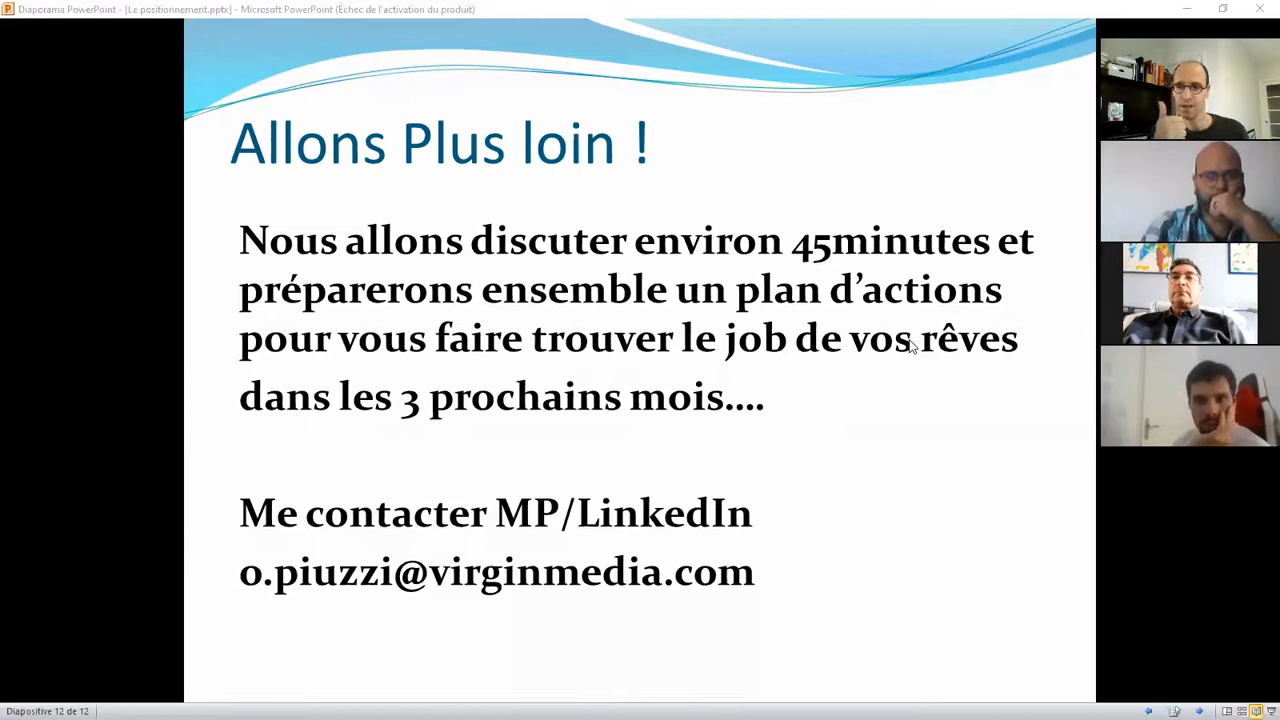 Diaporama PowerPoint - [Le positionnement.pptx] - Microsoft PowerPoint (Échec de l'activation du produit)
Allons Plus loin !
Nous allons discuter environ 45minutes et
préparerons ensemble un plan d’actions
pour vous faire trouver le job de vos rêves
dans les 3 prochains mois….
Me contacter MP/LinkedIn
o.piuzzi@virginmedia.com
Diapositive 12 de 12